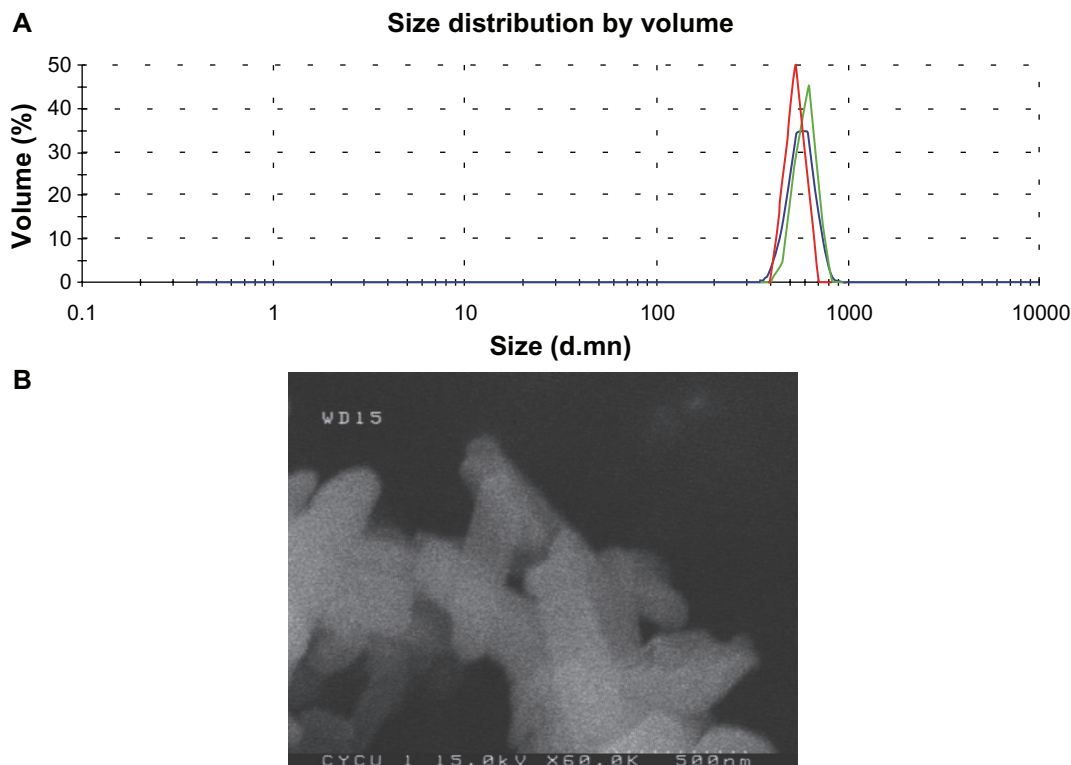 A
Size distribution by volume
Volume (%)
50
40
30
20
10
0
0.1 1 10 100 1000 10000
Size (d.mn)
B
WD15
CYCU 1 15.0kV X60.0K 500nm